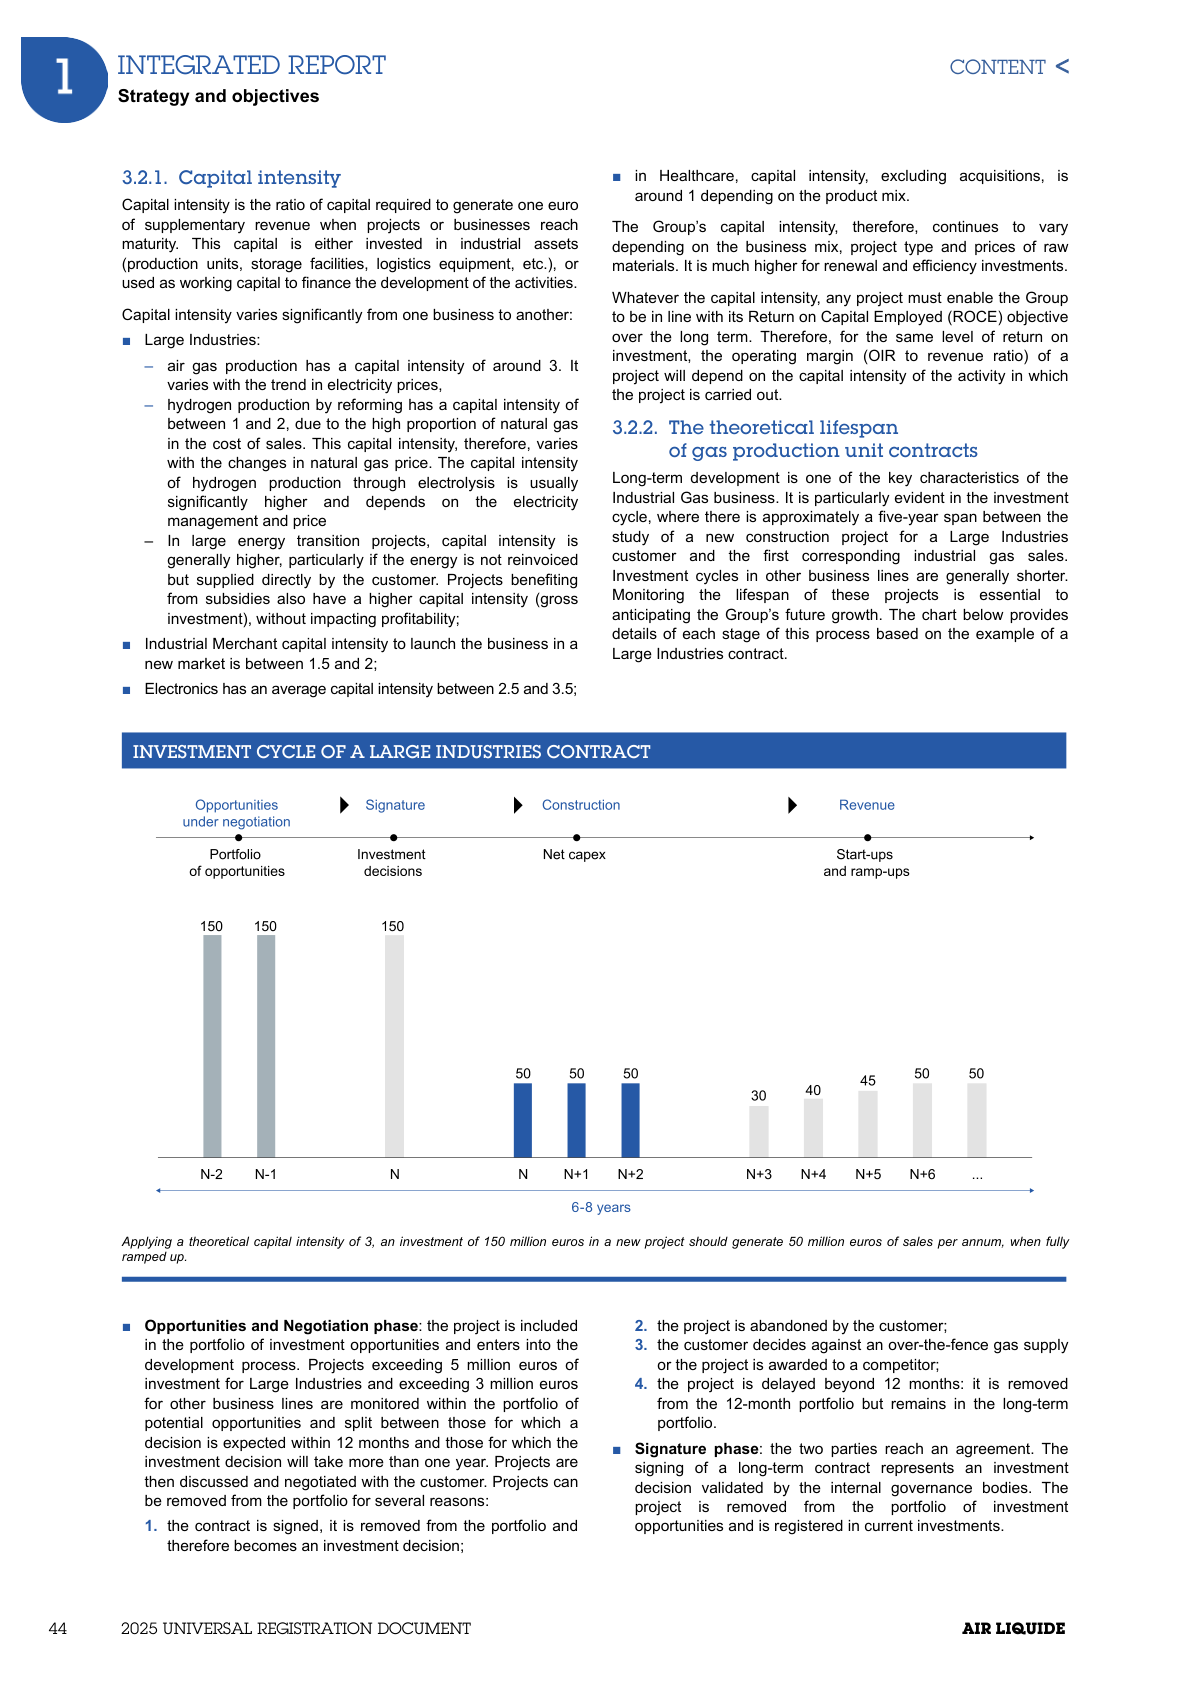 1
INTEGRATED REPORT
Strategy and objectives
CONTENT <
3.2.1. Capital intensity
Capital intensity is the ratio of capital required to generate one euro
of supplementary revenue when projects or businesses reach
maturity. This capital is either invested in industrial assets
(production units, storage facilities, logistics equipment, etc.), or
used as working capital to finance the development of the activities.
Capital intensity varies significantly from one business to another:
■ Large Industries:
– air gas production has a capital intensity of around 3. It
varies with the trend in electricity prices,
– hydrogen production by reforming has a capital intensity of
between 1 and 2, due to the high proportion of natural gas
in the cost of sales. This capital intensity, therefore, varies
with the changes in natural gas price. The capital intensity
of hydrogen production through electrolysis is usually
significantly higher and depends on the electricity
management and price
– In large energy transition projects, capital intensity is
generally higher, particularly if the energy is not reinvoiced
but supplied directly by the customer. Projects benefiting
from subsidies also have a higher capital intensity (gross
investment), without impacting profitability;
■ Industrial Merchant capital intensity to launch the business in a
new market is between 1.5 and 2;
■ Electronics has an average capital intensity between 2.5 and 3.5;
■ in Healthcare, capital intensity, excluding acquisitions, is
around 1 depending on the product mix.
The Group's capital intensity, therefore, continues to vary
depending on the business mix, project type and prices of raw
materials. It is much higher for renewal and efficiency investments.
Whatever the capital intensity, any project must enable the Group
to be in line with its Return on Capital Employed (ROCE) objective
over the long term. Therefore, for the same level of return on
investment, the operating margin (OIR to revenue ratio) of a
project will depend on the capital intensity of the activity in which
the project is carried out.
3.2.2. The theoretical lifespan
of gas production unit contracts
Long-term development is one of the key characteristics of the
Industrial Gas business. It is particularly evident in the investment
cycle, where there is approximately a five-year span between the
study of a new construction project for a Large Industries
customer and the first corresponding industrial gas sales.
Investment cycles in other business lines are generally shorter.
Monitoring the lifespan of these projects is essential to
anticipating the Group's future growth. The chart below provides
details of each stage of this process based on the example of a
Large Industries contract.
INVESTMENT CYCLE OF A LARGE INDUSTRIES CONTRACT
Opportunities
under negotiation
Signature
Construction
Revenue
Portfolio
of opportunities
Investment
decisions
Net capex
Start-ups
and ramp-ups
150 150 150
50 50 50 30 40 45 50 50
N-2 N-1 N N N+1 N+2 N+3 N+4 N+5 N+6 ...
6-8 years
Applying a theoretical capital intensity of 3, an investment of 150 million euros in a new project should generate 50 million euros of sales per annum, when fully
ramped up.
■ Opportunities and Negotiation phase: the project is included
in the portfolio of investment opportunities and enters into the
development process. Projects exceeding 5 million euros of
investment for Large Industries and exceeding 3 million euros
for other business lines are monitored within the portfolio of
potential opportunities and split between those for which a
decision is expected within 12 months and those for which the
investment decision will take more than one year. Projects are
then discussed and negotiated with the customer. Projects can
be removed from the portfolio for several reasons:
1. the contract is signed, it is removed from the portfolio and
therefore becomes an investment decision;
2. the project is abandoned by the customer;
3. the customer decides against an over-the-fence gas supply
or the project is awarded to a competitor;
4. the project is delayed beyond 12 months: it is removed
from the 12-month portfolio but remains in the long-term
portfolio.
■ Signature phase: the two parties reach an agreement. The
signing of a long-term contract represents an investment
decision validated by the internal governance bodies. The
project is removed from the portfolio of investment
opportunities and is registered in current investments.
44
2025 UNIVERSAL REGISTRATION DOCUMENT
AIR LIQUIDE